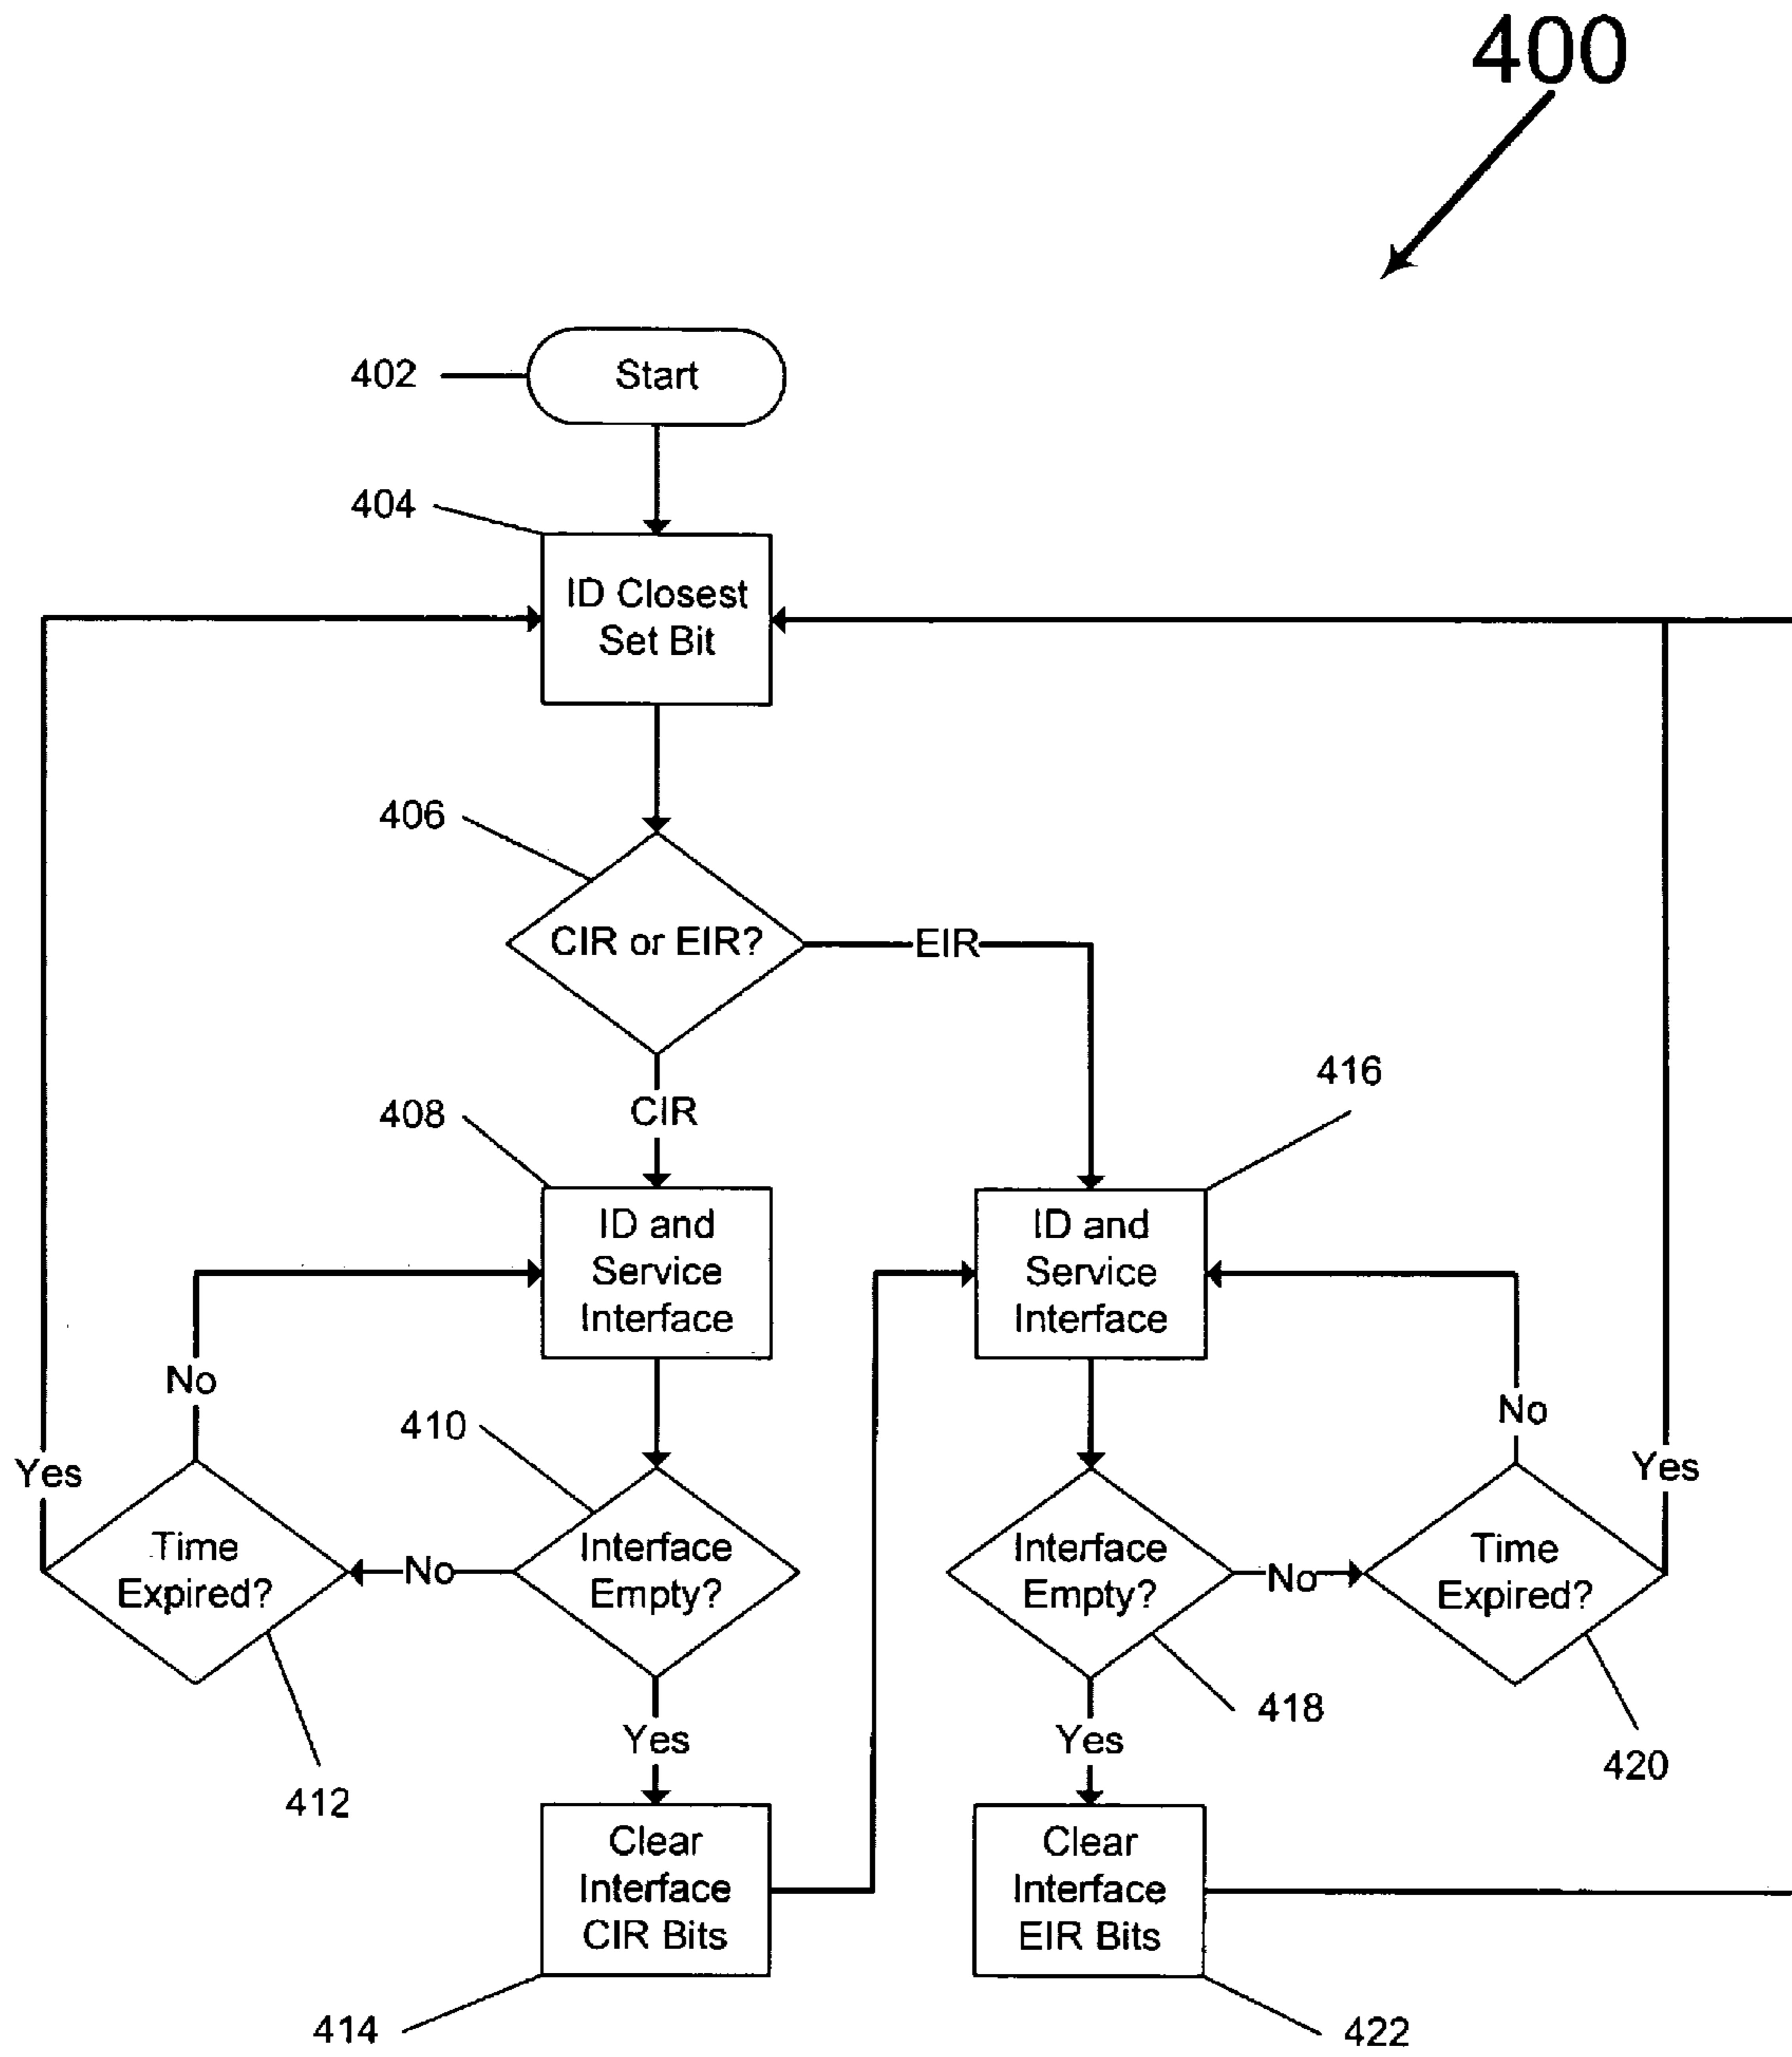 400
402
Start
404
ID Closest
Set Bit
406
CIR or EIR?
EIR
CIR
408
ID and
Service
Interface
416
ID and
Service
Interface
No
No
410
Yes
Yes
Time
Expired?
No
Interface
Empty?
Interface
Empty?
No
Time
Expired?
412
Yes
418
Yes
420
Clear
Interface
CIR Bits
Clear
Interface
EIR Bits
414
422